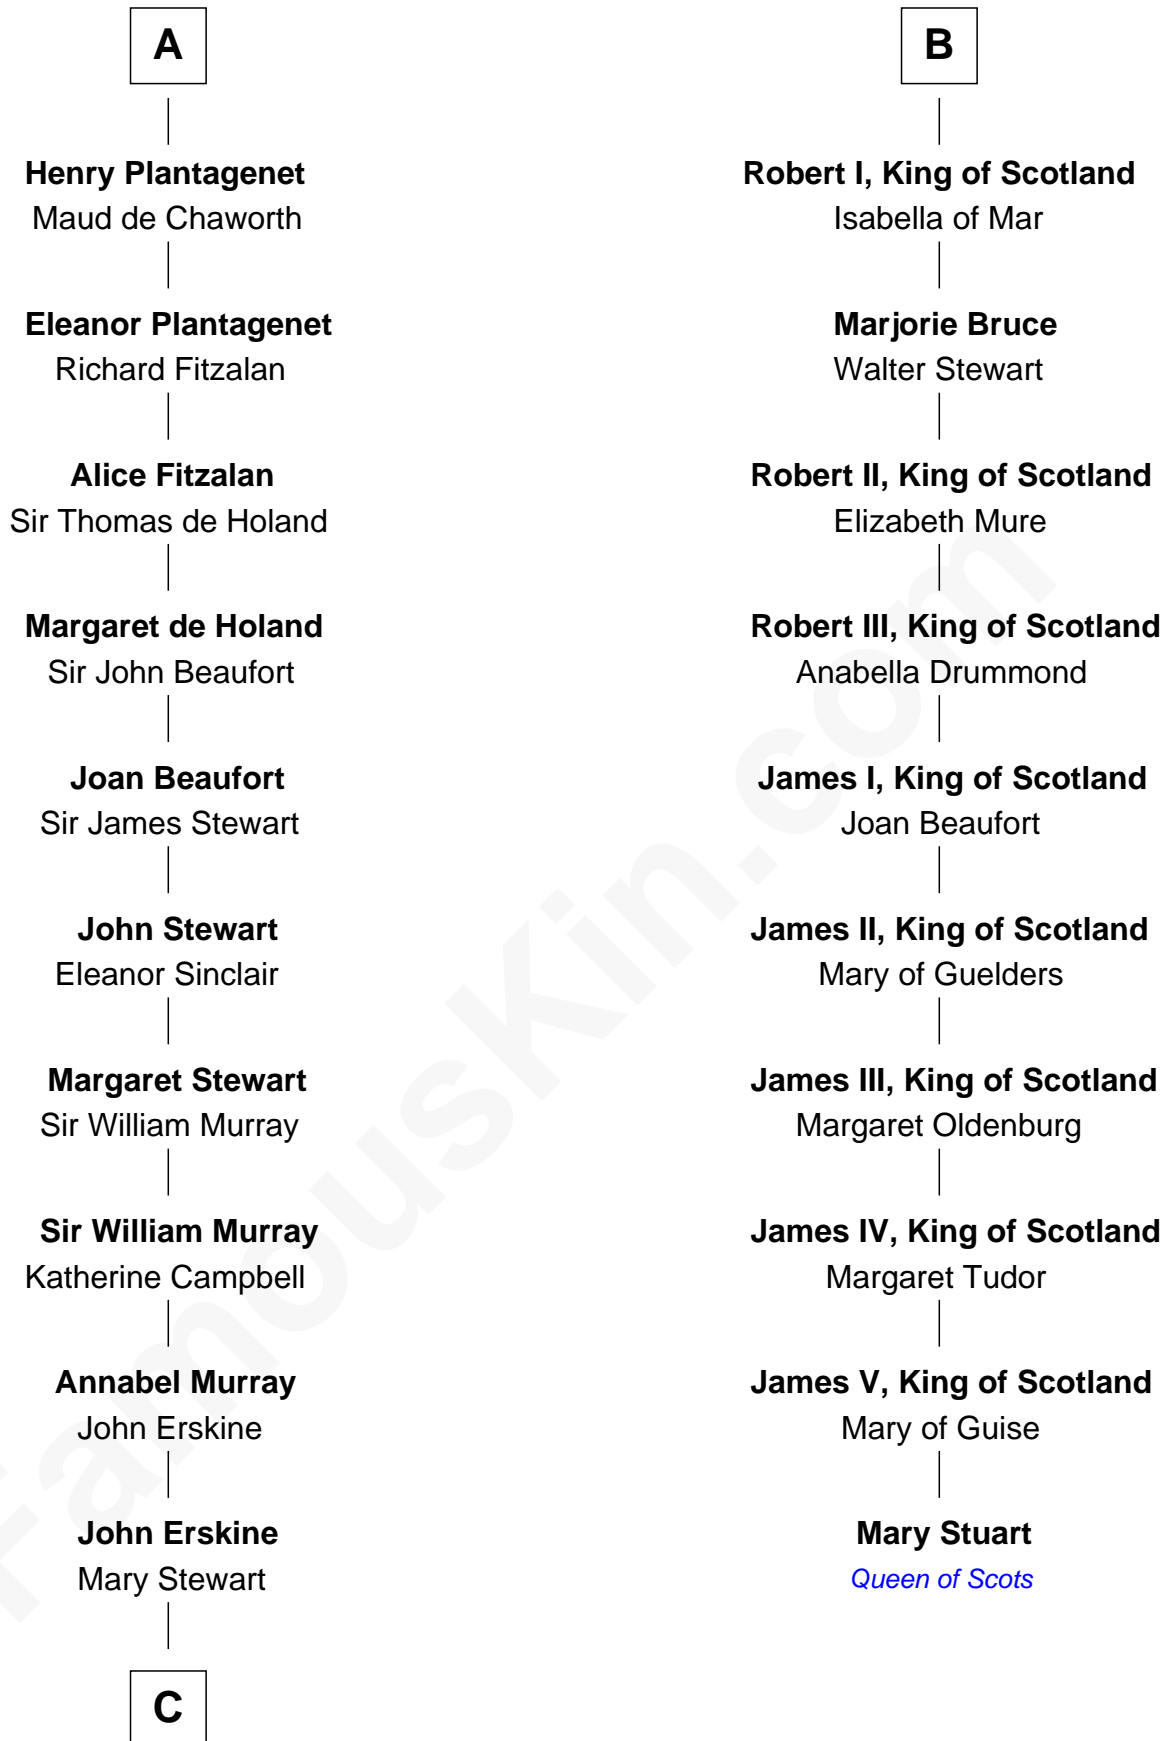 A
Henry Plantagenet
Maud de Chaworth
Eleanor Plantagenet
Richard Fitzalan
Alice Fitzalan
Sir Thomas de Holand
Margaret de Holand
Sir John Beaufort
Joan Beaufort
Sir James Stewart
John Stewart
Eleanor Sinclair
Margaret Stewart
Sir William Murray
Sir William Murray
Katherine Campbell
Annabel Murray
John Erskine
John Erskine
Mary Stewart
C
B
Robert I, King of Scotland
Isabella of Mar
Marjorie Bruce
Walter Stewart
Robert II, King of Scotland
Elizabeth Mure
Robert III, King of Scotland
Anabella Drummond
James I, King of Scotland
Joan Beaufort
James II, King of Scotland
Mary of Guelders
James III, King of Scotland
Margaret Oldenburg
James IV, King of Scotland
Margaret Tudor
James V, King of Scotland
Mary of Guise
Mary Stuart
Queen of Scots
FamousKin.com